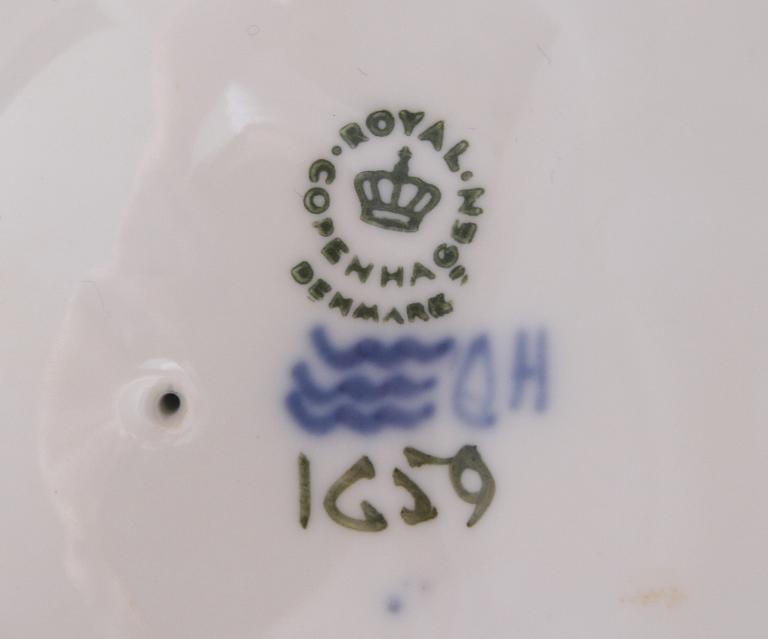 ROYAL
COPENHAGEN
DENMARK
QH
1659